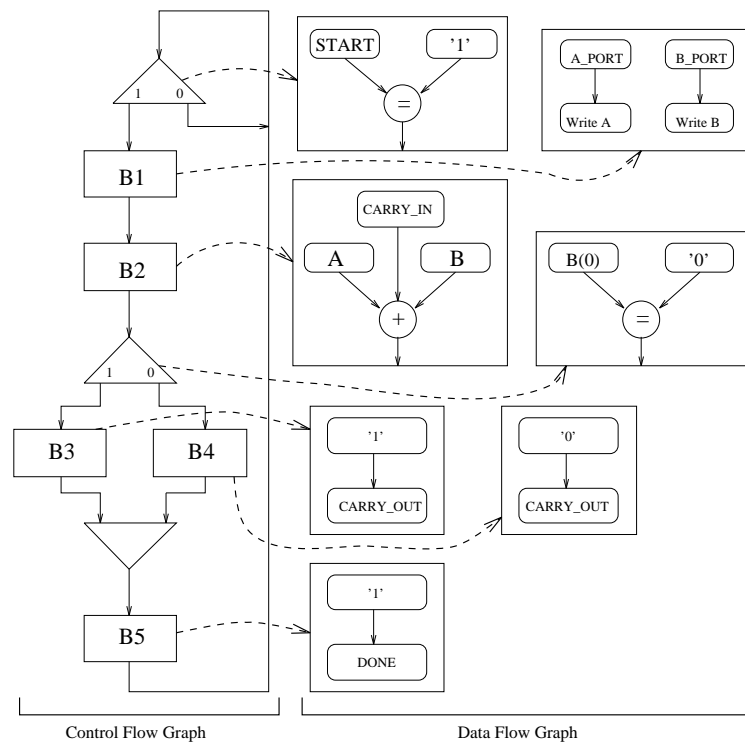 START
'1'
A_PORT
B_PORT
1
0
=
Write A
Write B
B1
CARRY_IN
B2
A
B
B(0)
'0'
+
=
1
0
B3
B4
'1'
'0'
CARRY_OUT
CARRY_OUT
'1'
B5
DONE
Control Flow Graph
Data Flow Graph